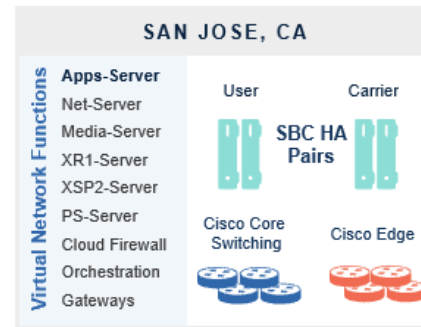 SAN JOSE, CA
Virtual Network Functions
Apps-Server
Net-Server
Media-Server
XR1-Server
XSP2-Server
PS-Server
Cloud Firewall
Orchestration
Gateways
User
Carrier
SBC HA
Pairs
Cisco Core
Switching
Cisco Edge